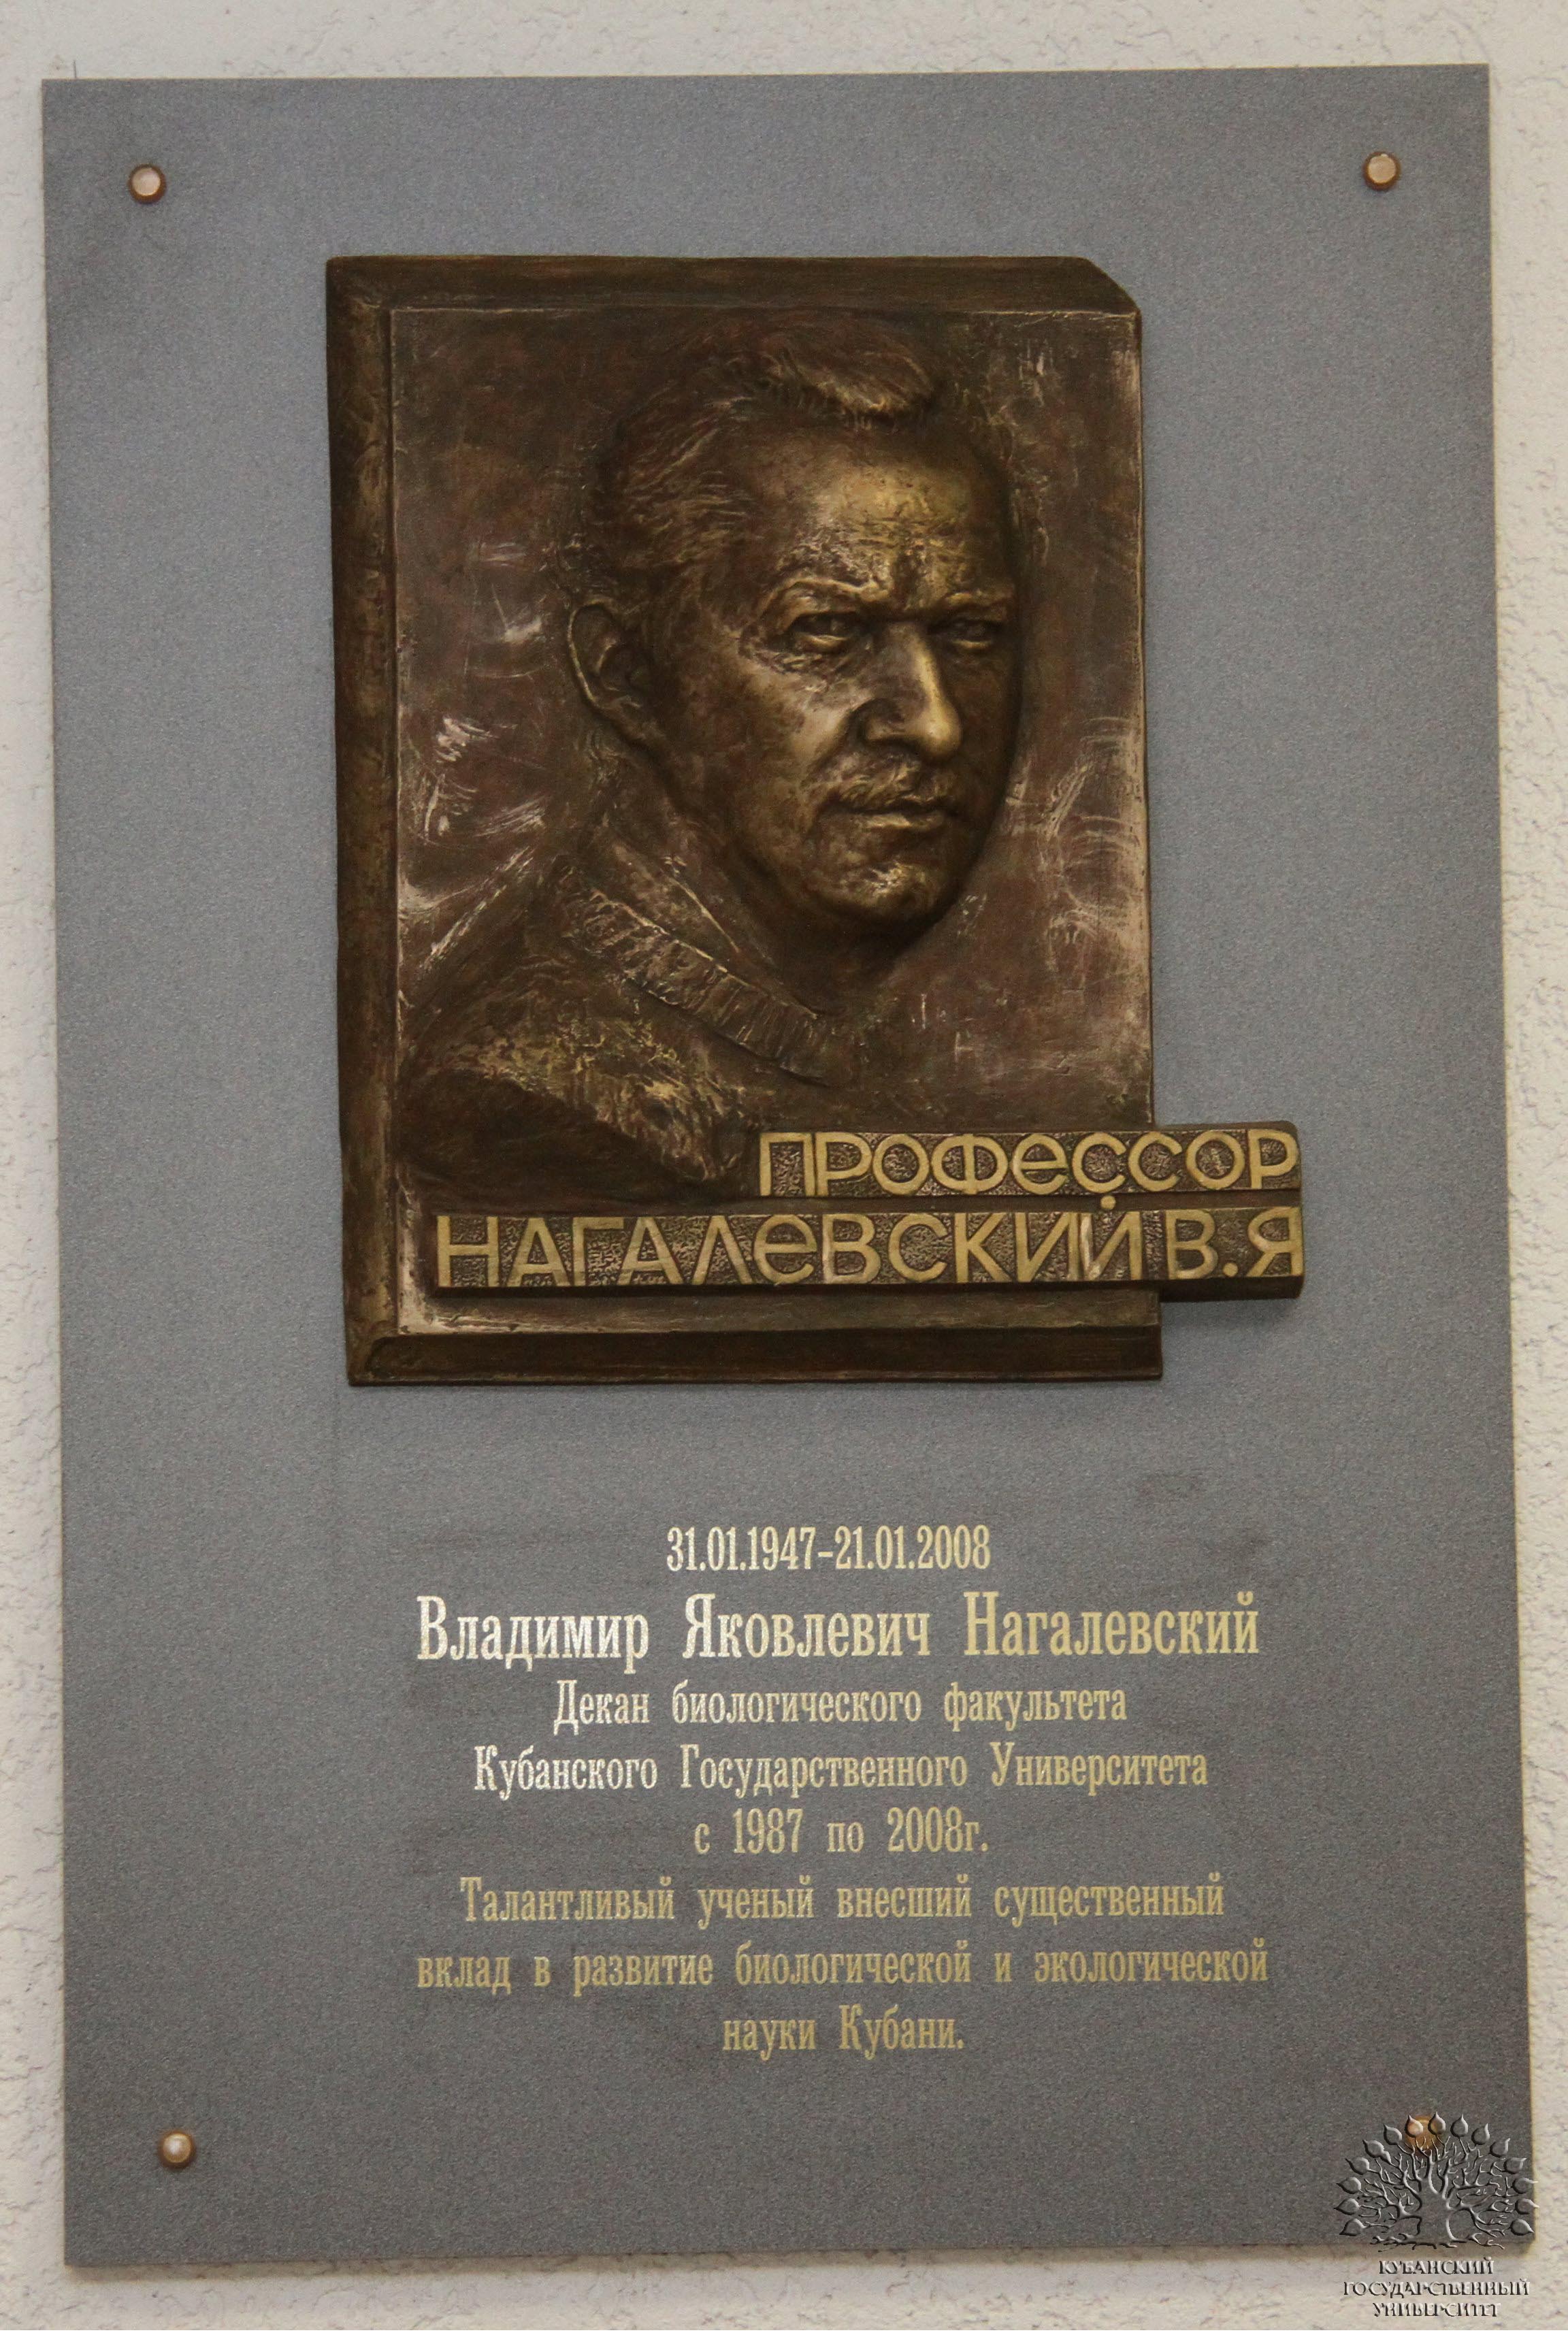 ПРОФЕССОР
НАГАЛЕВСКИЙ В.Я
31.01.1947-21.01.2008
Владимир Яковлевич Нагалевский
Декан биологического факультета
Кубанского Государственного Университета
с 1987 по 2008г.
Талантливый ученый внесший существенный
вклад в развитие биологической и экологической
науки Кубани.
КУБАНСКИЙ
ГОСУДАРСТВЕННЫЙ
УНИВЕРСИТЕТ